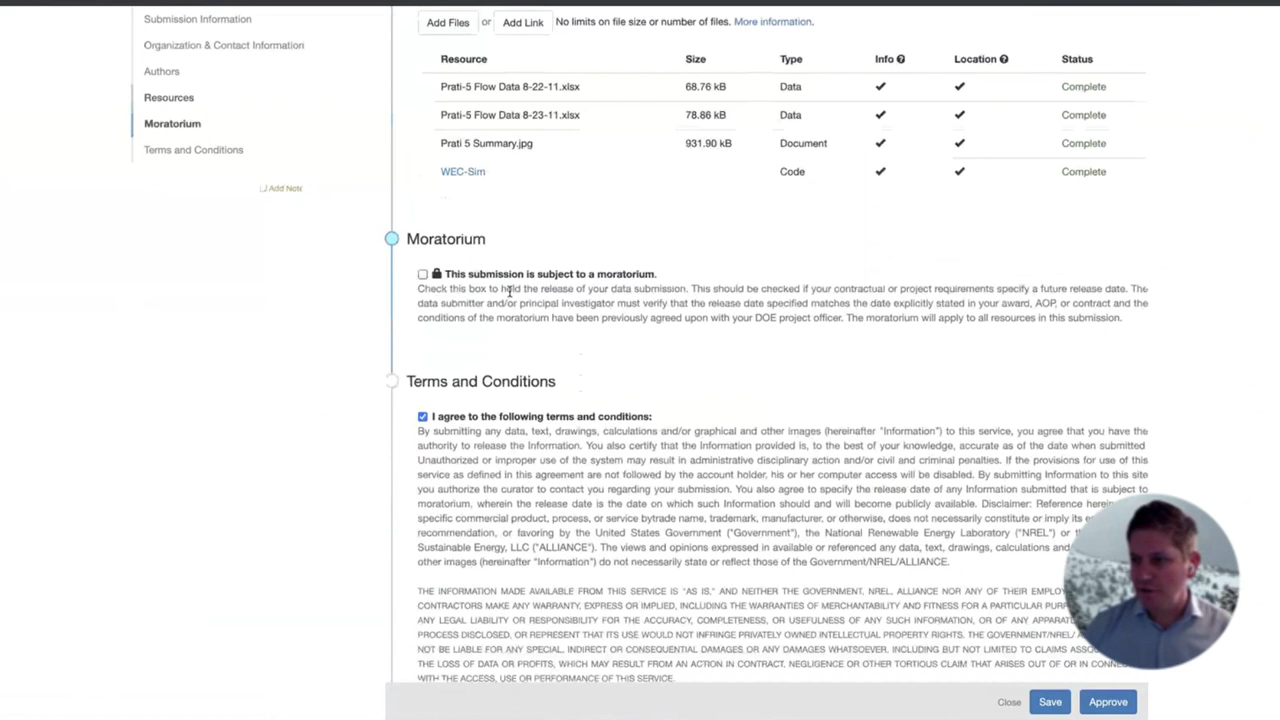 Submission Information
Organization & Contact Information
Authors
Resources
Moratorium
Terms and Conditions
Add Note
Add Files or Add Link No limits on file size or number of files. More information.
Resource Size Type Info Location Status
Prati-5 Flow Data 8-22-11.xlsx 68.76 kB Data ✔ ✔ Complete
Prati-5 Flow Data 8-23-11.xlsx 78.86 kB Data ✔ ✔ Complete
Prati 5 Summary.jpg 931.90 kB Document ✔ ✔ Complete
WEC-Sim Code ✔ ✔ Complete
Moratorium
This submission is subject to a moratorium.
Check this box to hold the release of your data submission. This should be checked if your contractual or project requirements specify a future release date. The
data submitter and/or principal investigator must verify that the release date specified matches the date explicitly stated in your award, AOP, or contract and the
conditions of the moratorium have been previously agreed upon with your DOE project officer. The moratorium will apply to all resources in this submission.
Terms and Conditions
I agree to the following terms and conditions:
By submitting any data, text, drawings, calculations and/or graphical and other images (hereinafter "Information") to this service, you agree that you have the
authority to release the Information. You also certify that the Information provided is, to the best of your knowledge, accurate as of the date when submitted
Unauthorized or improper use of the system may result in administrative disciplinary action and/or civil and criminal penalties. If the provisions for use of this
service as defined in this agreement are not followed by the account holder, his or her computer access will be disabled. By submitting Information to this site
you authorize the curator to contact you regarding your submission. You also agree to specify the release date of any Information submitted that is subject to
moratorium, wherein the release date is the date on which such Information should and will become publicly available. Disclaimer: Reference herein
specific commercial product, process, or service bytrade name, trademark, manufacturer, or otherwise, does not necessarily constitute or imply its
recommendation, or favoring by the United States Government ("Government"), the National Renewable Energy Laboratory ("NREL") or
Sustainable Energy, LLC ("ALLIANCE"). The views and opinions expressed in available or referenced any data, text, drawings, calculations and/
other images (hereinafter "Information") do not necessarily state or reflect those of the Government/NREL/ALLIANCE.
THE INFORMATION MADE AVAILABLE FROM THIS SERVICE IS "AS IS," AND NEITHER THE GOVERNMENT, NREL, ALLIANCE NOR ANY OF THEIR
CONTRACTORS MAKE ANY WARRANTY, EXPRESS OR IMPLIED, INCLUDING THE WARRANTIES OF MERCHANTABILITY AND FITNESS FOR A PARTICULAR
ANY LEGAL LIABILITY OR RESPONSIBILITY FOR THE ACCURACY, COMPLETENESS, OR USEFULNESS OF ANY SUCH INFORMATION, OR OF ANY
PROCESS DISCLOSED, OR REPRESENT THAT ITS USE WOULD NOT INFRINGE PRIVATELY OWNED INTELLECTUAL PROPERTY RIGHTS. THE GOVERNMENT/NREL/
NOT BE LIABLE FOR ANY SPECIAL, INDIRECT OR CONSEQUENTIAL DAMAGES OR ANY DAMAGES WHATSOEVER, INCLUDING BUT NOT LIMITED TO CLAIMS
THE LOSS OF DATA OR PROFITS, WHICH MAY RESULT FROM AN ACTION IN CONTRACT, NEGLIGENCE OR OTHER TORTIOUS CLAIM THAT ARISES OUT OF OR IN
WITH THE ACCESS, USE OR PERFORMANCE OF THIS SERVICE.
Close Save Approve